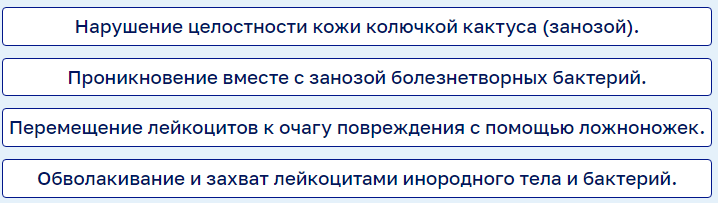 Нарушение целостности кожи колючкой кактуса (занозой).
Проникновение вместе с занозой болезнетворных бактерий.
Перемещение лейкоцитов к очагу повреждения с помощью ложноножек.
Обволакивание и захват лейкоцитами инородного тела и бактерий.